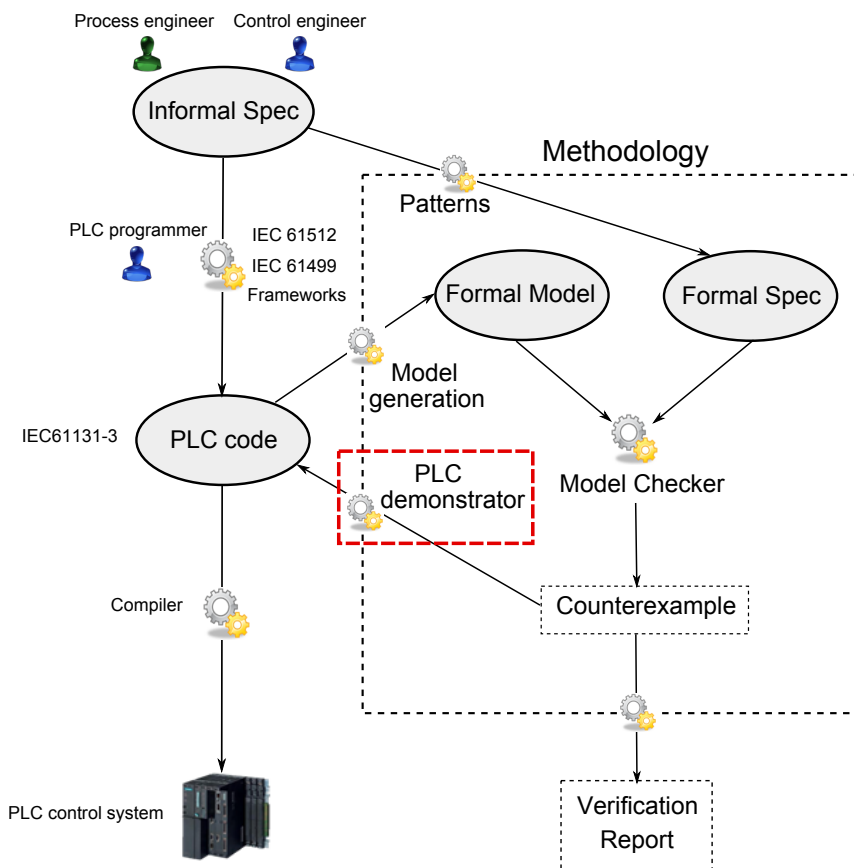 Process engineer
Control engineer
Informal Spec
Methodology
Patterns
PLC programmer
IEC 61512
IEC 61499
Frameworks
Formal Model
Formal Spec
Model
generation
IEC61131-3
PLC code
PLC
demonstrator
Model Checker
Compiler
Counterexample
PLC control system
Verification
Report